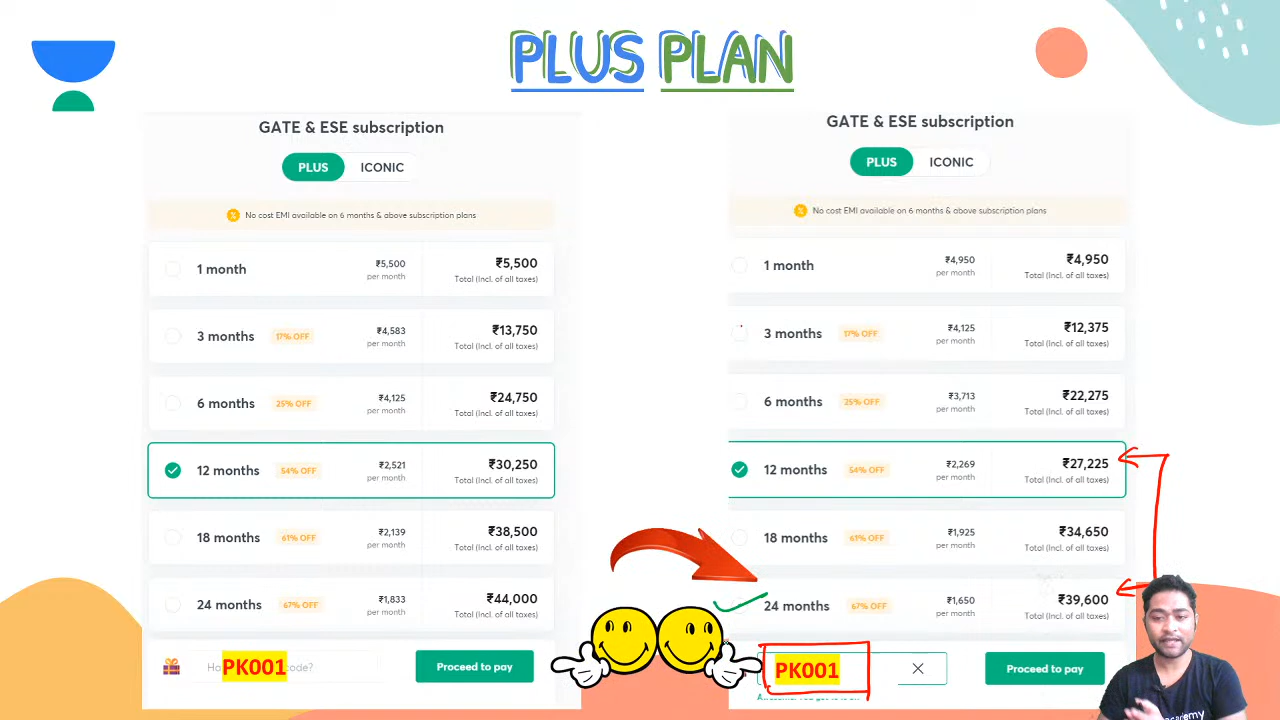 PLUS PLAN
GATE & ESE subscription
PLUS
ICONIC
No cost EMI available on 6 months & above subscription plans
1 month
₹5,500
per month
₹5,500
Total (Incl. of all taxes)
3 months
17% OFF
₹4,583
per month
₹13,750
Total (Incl. of all taxes)
6 months
25% OFF
₹4,125
per month
₹24,750
Total (Incl. of all taxes)
12 months
54% OFF
₹2,521
per month
₹30,250
Total (Incl. of all taxes)
18 months
61% OFF
₹2,139
per month
₹38,500
Total (Incl. of all taxes)
24 months
67% OFF
₹1,833
per month
₹44,000
Total (Incl. of all taxes)
PK001
code?
Proceed to pay
GATE & ESE subscription
PLUS
ICONIC
No cost EMI available on 6 months & above subscription plans
1 month
₹4,950
per month
₹4,950
Total (Incl. of all taxes)
3 months
17% OFF
₹4,125
per month
₹12,375
Total (Incl. of all taxes)
6 months
25% OFF
₹3,713
per month
₹22,275
Total (Incl. of all taxes)
12 months
54% OFF
₹2,269
per month
₹27,225
Total (Incl. of all taxes)
18 months
61% OFF
₹1,925
per month
₹34,650
Total (Incl. of all taxes)
24 months
67% OFF
₹1,650
per month
₹39,600
Total (Incl. of all taxes)
PK001
Proceed to pay